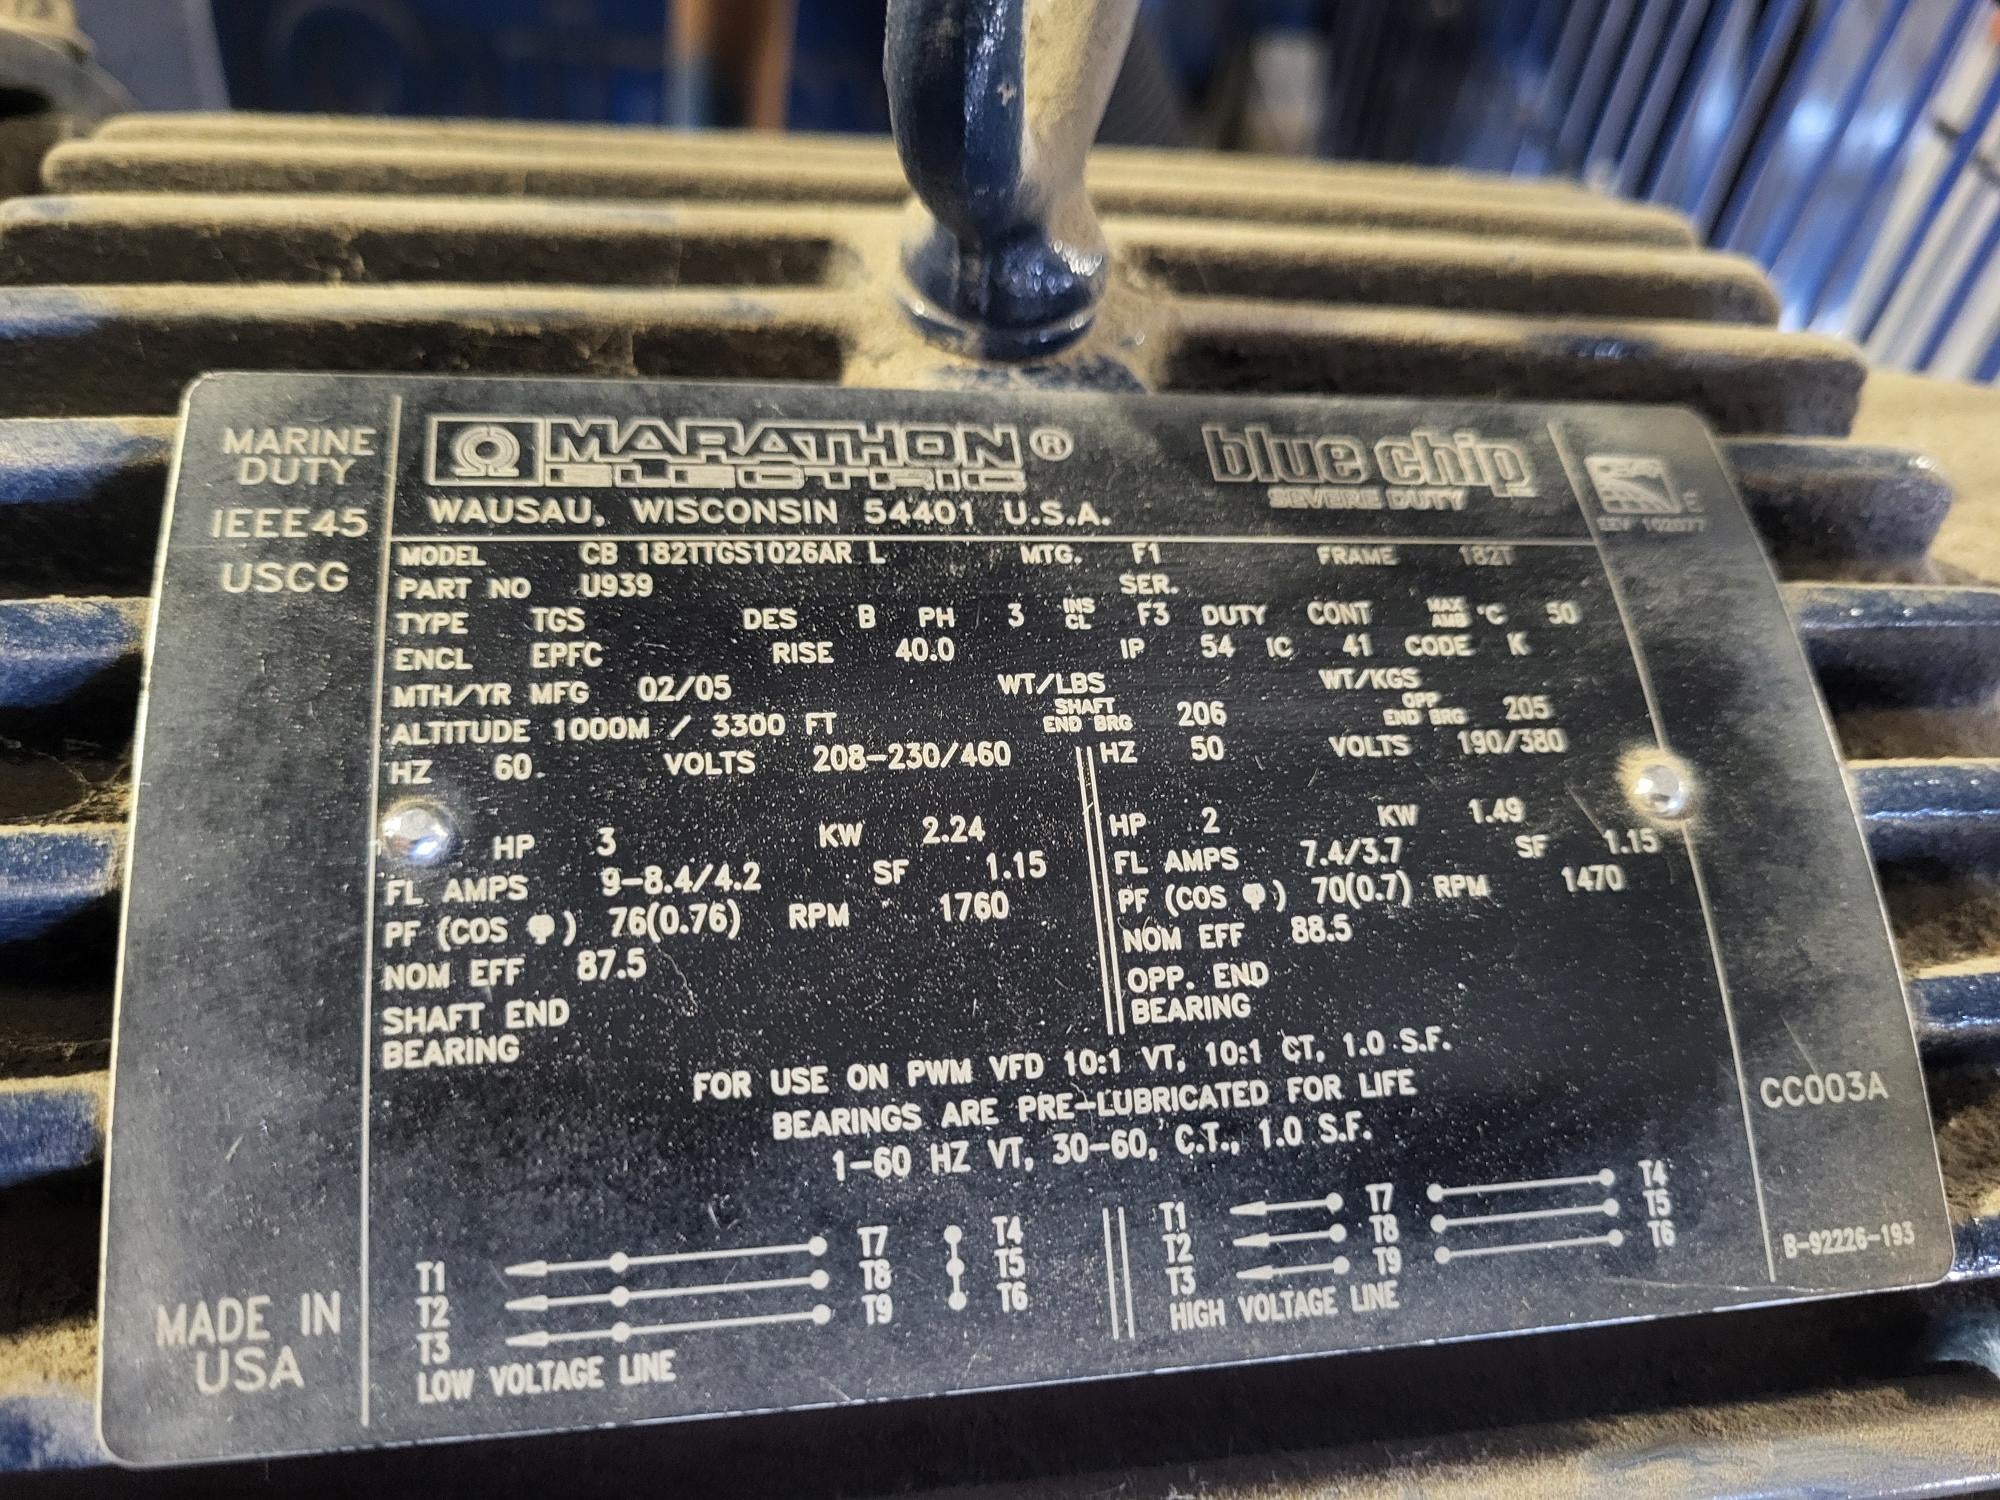 MARINE
DUTY
IEEE45
USCG
MARATHON ®
ELECTRIC
blue chip
SEVERE DUTY
WAUSAU, WISCONSIN 54401 U.S.A.
MODEL CB 182TTGS1026AR L MTG. F1 FRAME 182T
PART NO U939 SER.
TYPE TGS DES B PH 3 INS CL F3 DUTY CONT MAX AMB °C 50
ENCL EPFC RISE 40.0 IP 54 IC 41 CODE K
MTH/YR MFG 02/05 WT/LBS WT/KGS
ALTITUDE 1000M / 3300 FT SHAFT END BRG 206 OPP END BRG 205
HZ 60 VOLTS 208-230/460
HP 3 KW 2.24
FL AMPS 9-8.4/4.2 SF 1.15
PF (COS φ) 76(0.76) RPM 1760
NOM EFF 87.5
SHAFT END
BEARING
HZ 50 VOLTS 190/380
HP 2 KW 1.49
FL AMPS 7.4/3.7 SF 1.15
PF (COS φ) 70(0.7) RPM 1470
NOM EFF 88.5
OPP. END
BEARING
FOR USE ON PWM VFD 10:1 VT, 10:1 CT, 1.0 S.F.
BEARINGS ARE PRE-LUBRICATED FOR LIFE
1-60 HZ VT, 30-60, C.T., 1.0 S.F.
T1 T7 T4
T2 T8 T5
T3 T9 T6
LOW VOLTAGE LINE
T1 T7 T4
T2 T8 T5
T3 T9 T6
HIGH VOLTAGE LINE
E
CC003A
B-92226-193
MADE IN
USA